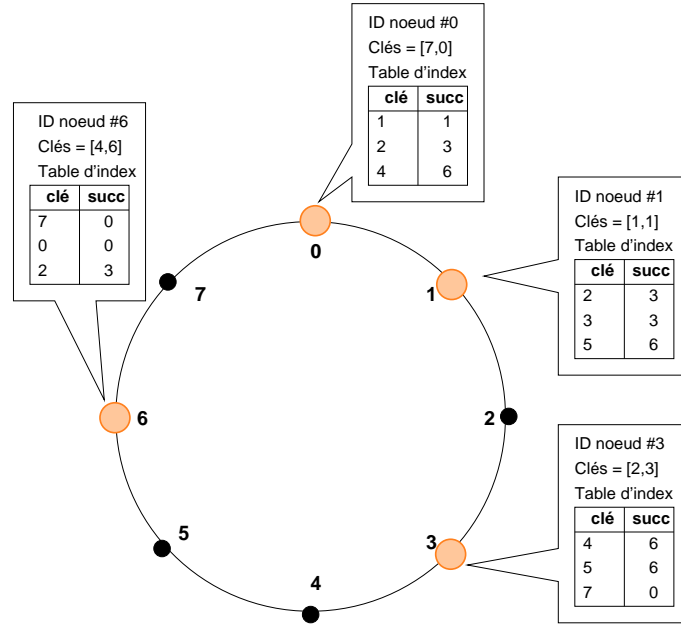 ID noeud #0
Clés = [7,0]
Table d'index
clé succ
1 1
2 3
4 6
ID noeud #6
Clés = [4,6]
Table d'index
clé succ
7 0
0 0
2 3
ID noeud #1
Clés = [1,1]
Table d'index
clé succ
2 3
3 3
5 6
ID noeud #3
Clés = [2,3]
Table d'index
clé succ
4 6
5 6
7 0
0
1
2
3
4
5
6
7